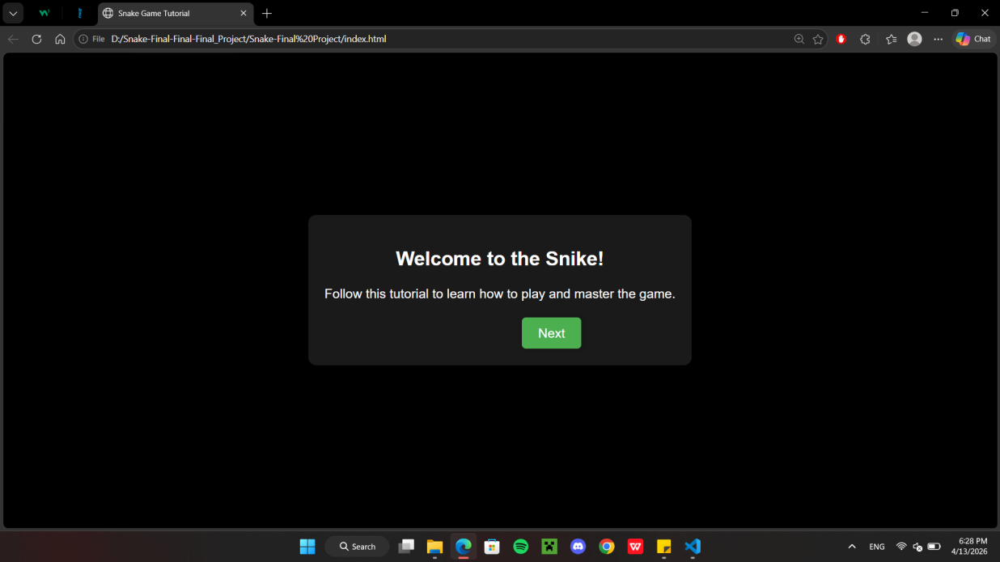 Snake Game Tutorial
File D:/Snake-Final-Final-Final_Project/Snake-Final%20Project/index.html
Chat
Welcome to the Snike!
Follow this tutorial to learn how to play and master the game.
Next
Search
ENG
6:28 PM
4/13/2026